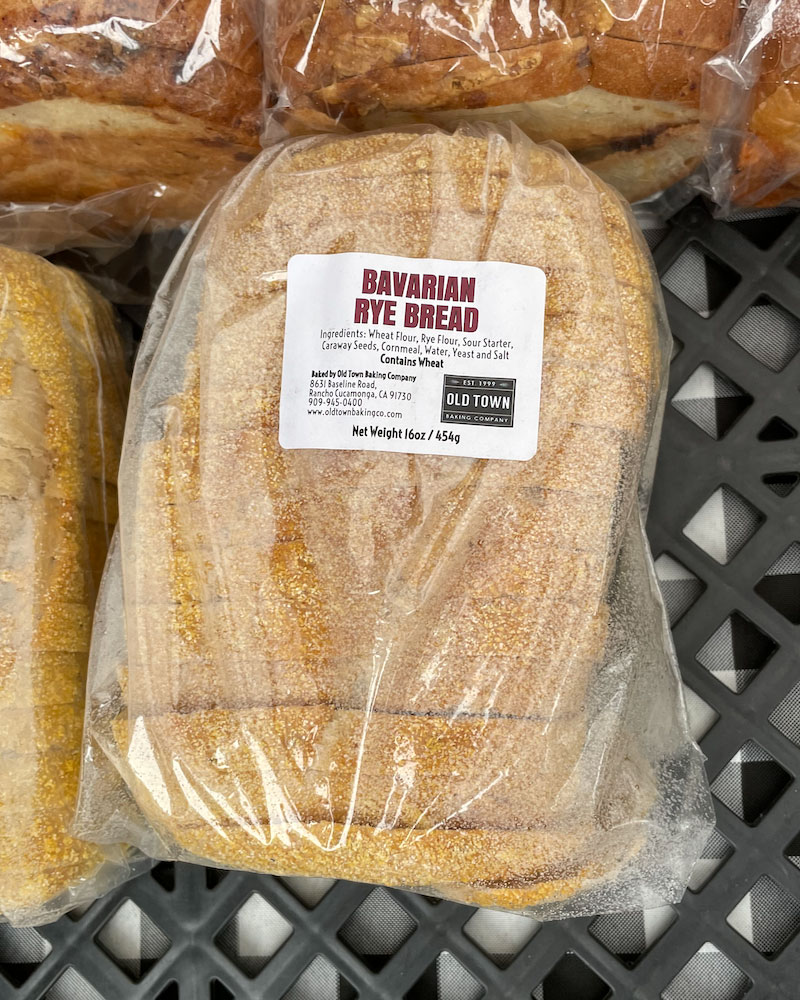 BAVARIAN
RYE BREAD
Ingredients: Wheat Flour, Rye Flour, Sour Starter,
Caraway Seeds, Cornmeal, Water, Yeast and Salt
Contains Wheat
Baked by Old Town Baking Company
8631 Baseline Road,
Rancho Cucamonga, CA 91730
909-945-0400
www.oldtownbakingco.com
EST. 1999
OLD TOWN
BAKING COMPANY
Net Weight 16oz / 454g